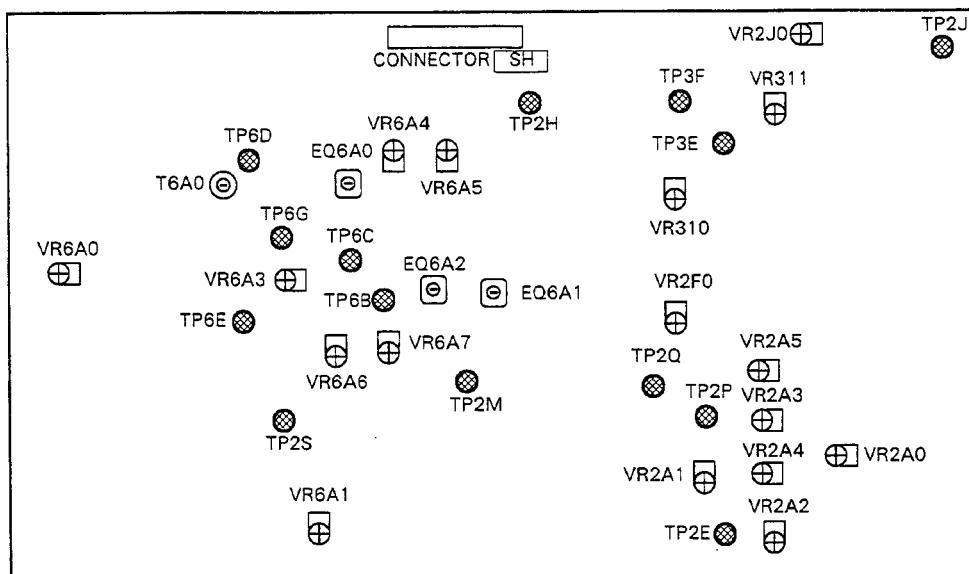 TP2J
VR2J0
CONNECTOR SH
TP3F
VR311
TP2H
VR6A4
TP3E
TP6D
EQ6A0
T6A0
VR6A5
TP6G
TP6C
VR310
VR6A0
VR6A3
EQ6A2
EQ6A1
TP6B
VR2F0
TP6E
VR6A7
TP2Q
VR2A5
VR6A6
TP2M
TP2P
VR2A3
TP2S
VR2A4
VR2A0
VR2A1
VR6A1
VR2A2
TP2E